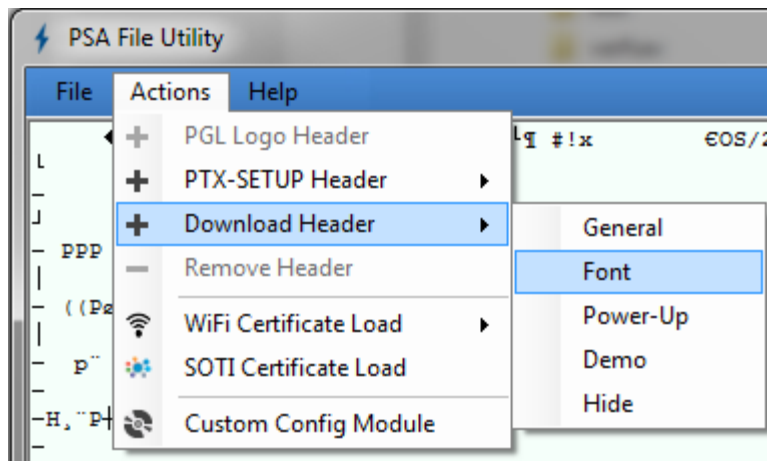 PSA File Utility
File Actions Help
PGL Logo Header
PTX-SETUP Header
Download Header
Remove Header
WiFi Certificate Load
SOTI Certificate Load
Custom Config Module
General
Font
Power-Up
Demo
Hide
#!x
PPP